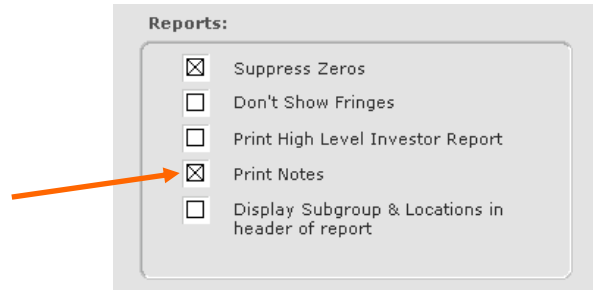 Reports:
Suppress Zeros
Don't Show Fringes
Print High Level Investor Report
Print Notes
Display Subgroup & Locations in
header of report